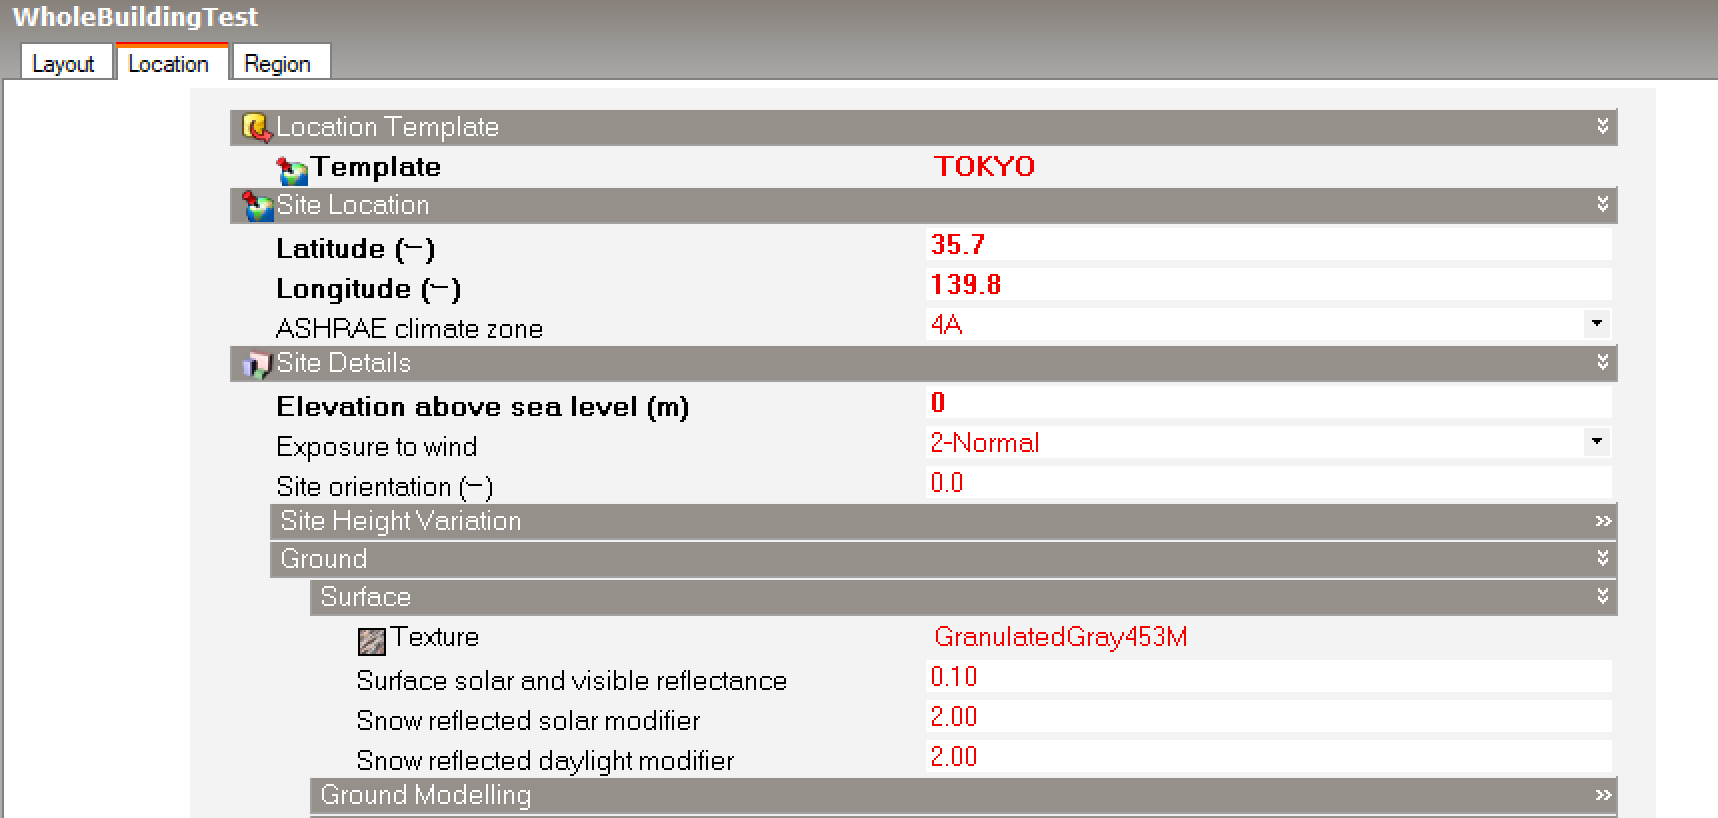 WholeBuildingTest
Layout Location Region
Location Template
Template TOKYO
Site Location
Latitude (~) 35.7
Longitude (~) 139.8
ASHRAE climate zone 4A
Site Details
Elevation above sea level (m) 0
Exposure to wind 2-Normal
Site orientation (~) 0.0
Site Height Variation
Ground
Surface
Texture GranulatedGray453M
Surface solar and visible reflectance 0.10
Snow reflected solar modifier 2.00
Snow reflected daylight modifier 2.00
Ground Modelling